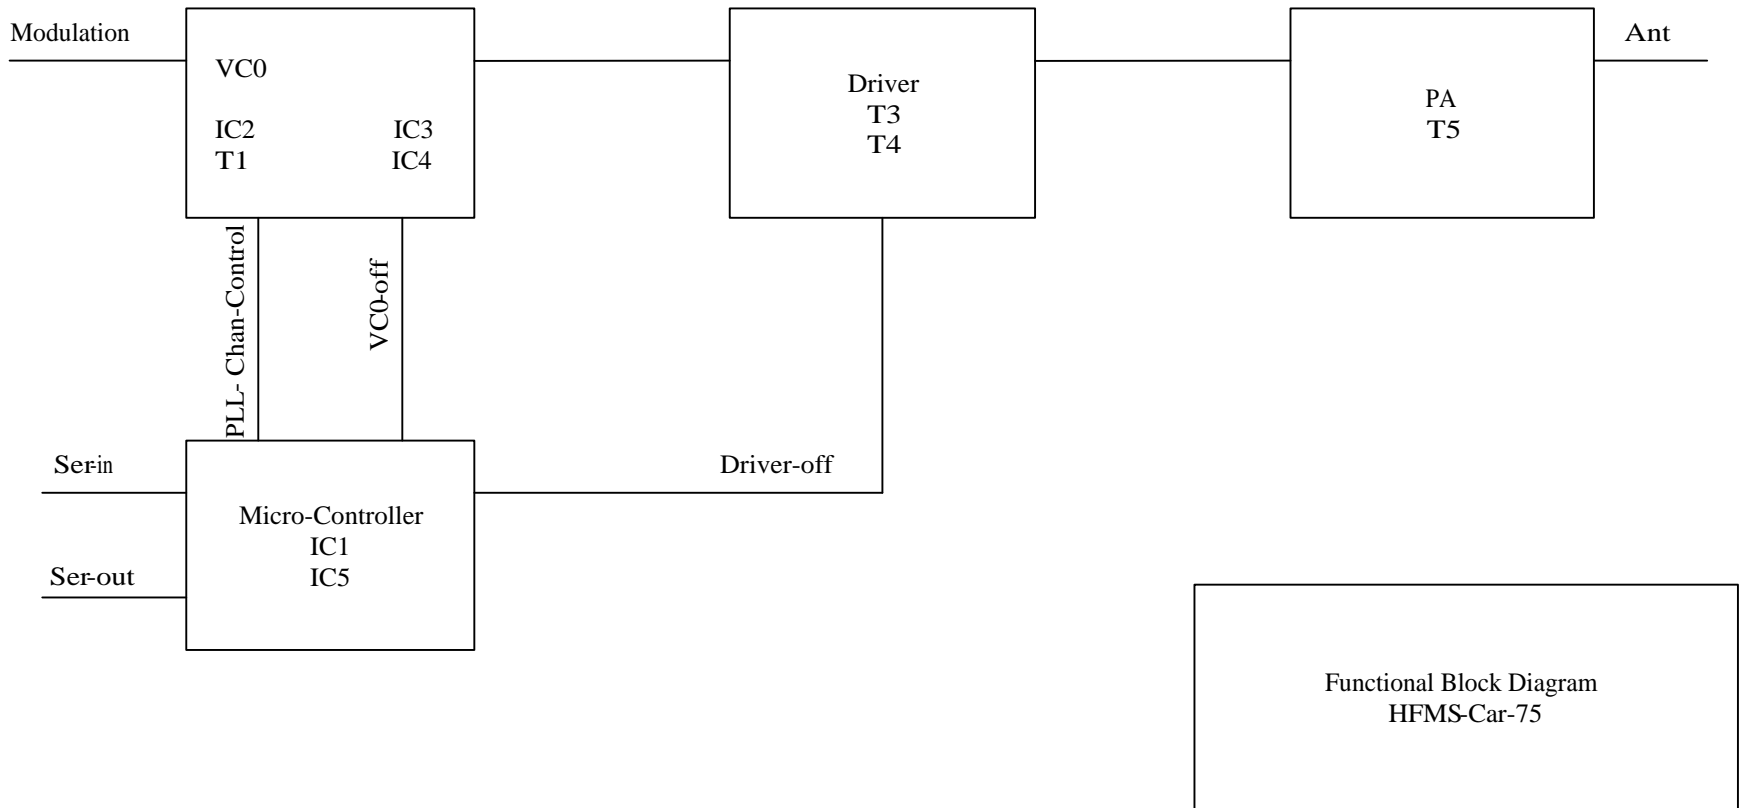 Modulation
VC0
IC2
IC3
T1
IC4
Driver
T3
T4
PA
T5
Ant
PLL- Chan-Control
VC0-off
Ser-in
Ser-out
Micro-Controller
IC1
IC5
Driver-off
Functional Block Diagram
HFMS-Car-75